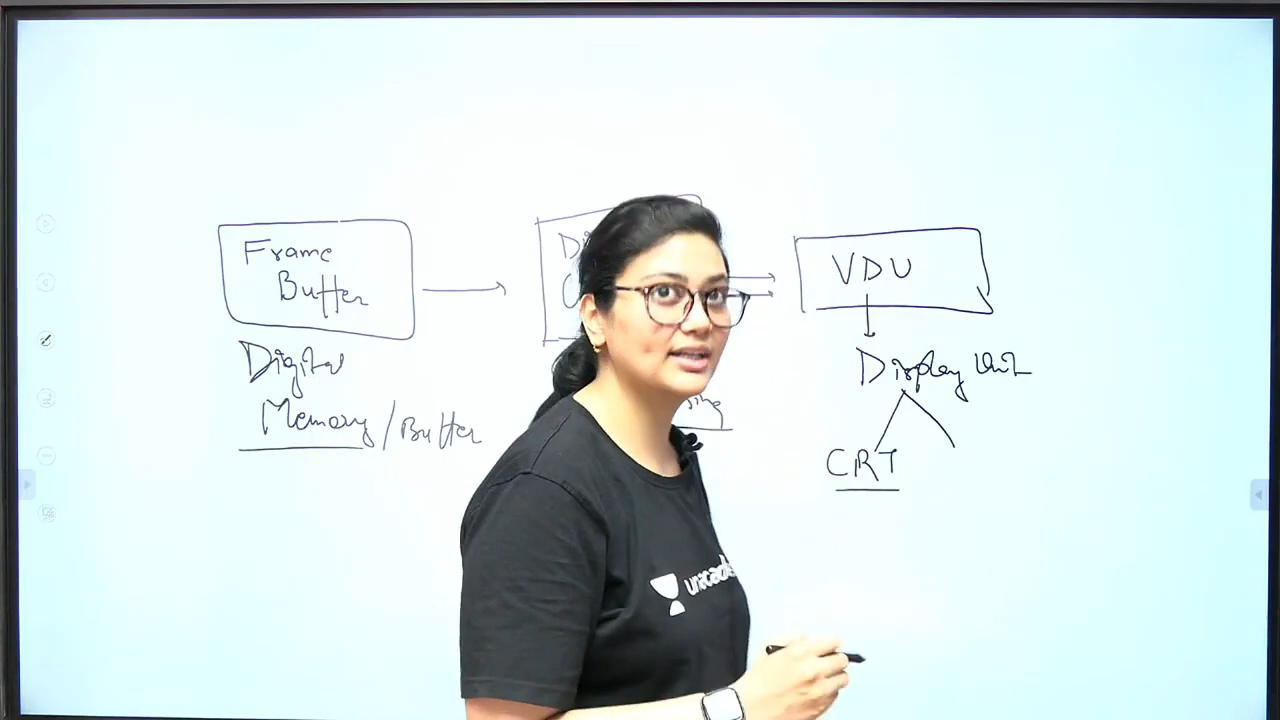 Frame
Buffer
Digital
Memory / Buffer
VDU
Display Unit
CRT